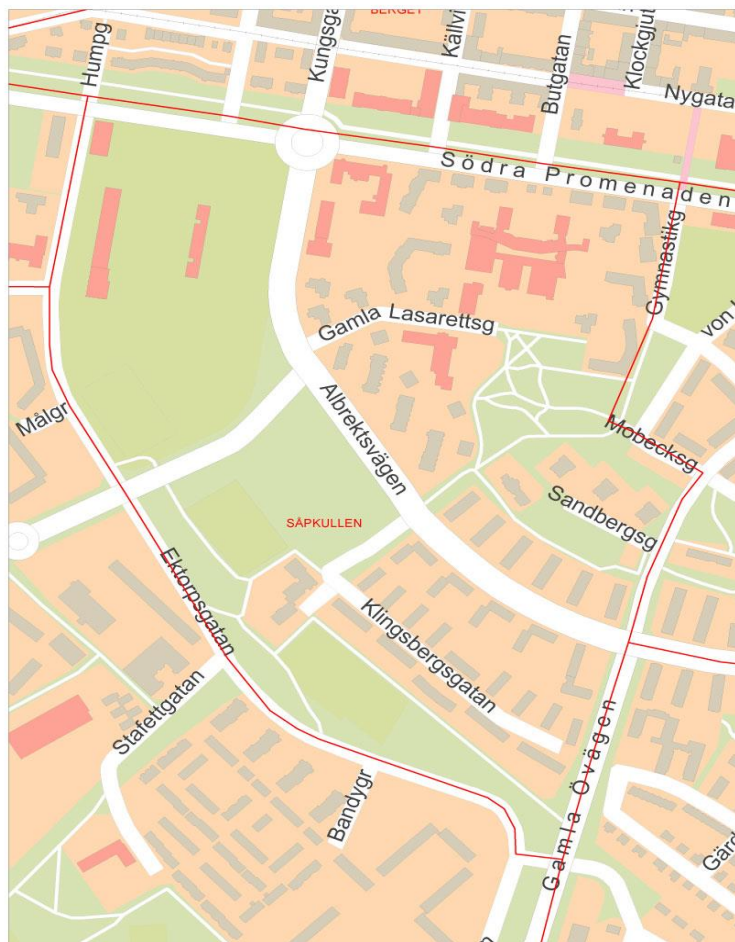 BERGET
Humpg
Kungsga
Källvi
Butgatan
Klockgjut
Nygata
Södra Promenaden
Gymnastikg
von
Gamla Lasarettsg
Målgr
Albrektsvägen
Mobecksg
Sandbergsg
SÅPKULLEN
Ektorpsgatan
Klingsbergsgatan
Stafettgatan
Bandygr
Gamla Övägen
Gärd